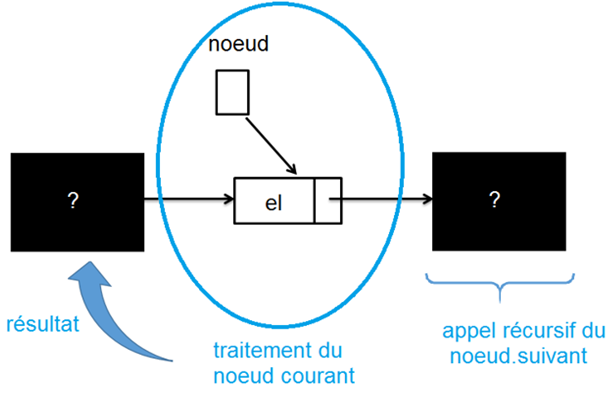 noeud
?
el
?
résultat
traitement du
noeud courant
appel récursif du
noeud.suivant